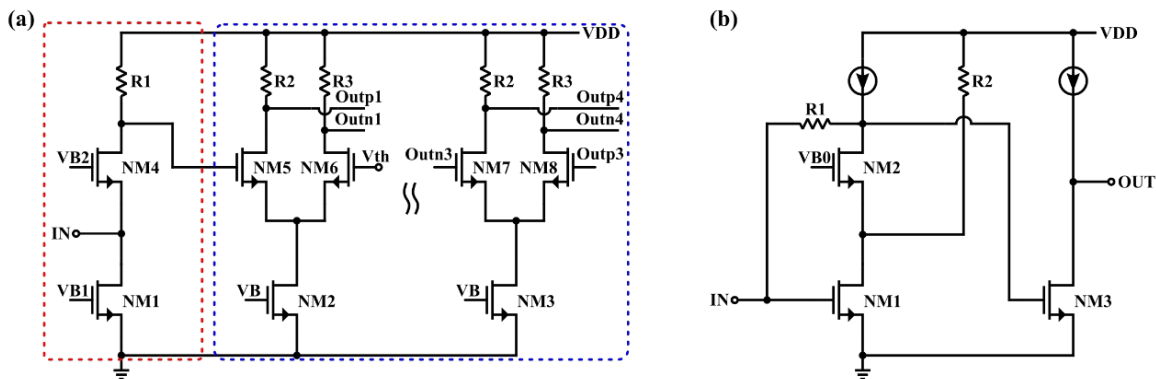 (a)
VDD
R1
R2
R3
R2
R3
Outp1
Outn1
Outp4
Outn4
VB2
NM4
NM5
NM6
Vth
Outn3
NM7
NM8
Outp3
IN
VB1
NM1
VB
NM2
VB
NM3
(b)
VDD
R1
R2
VB0
NM2
OUT
IN
NM1
NM3